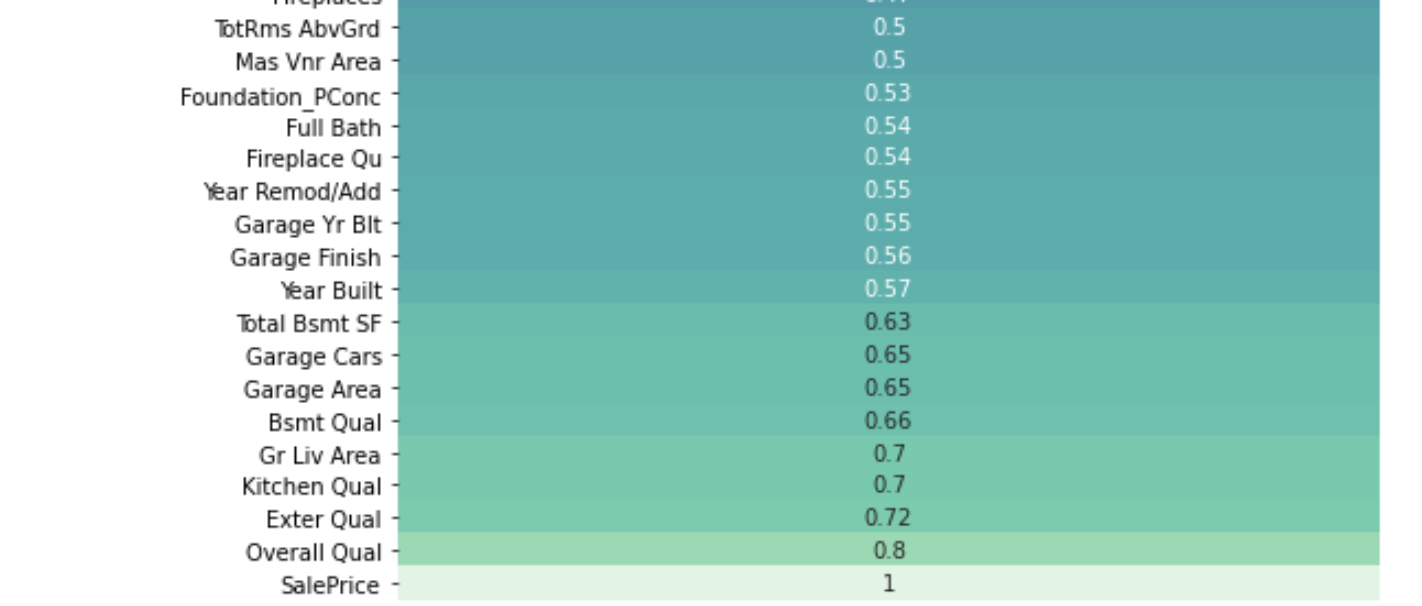 Fireplaces
TotRms AbvGrd 0.5
Mas Vnr Area 0.5
Foundation_PConc 0.53
Full Bath 0.54
Fireplace Qu 0.54
Year Remod/Add 0.55
Garage Yr Blt 0.55
Garage Finish 0.56
Year Built 0.57
Total Bsmt SF 0.63
Garage Cars 0.65
Garage Area 0.65
Bsmt Qual 0.66
Gr Liv Area 0.7
Kitchen Qual 0.7
Exter Qual 0.72
Overall Qual 0.8
SalePrice 1